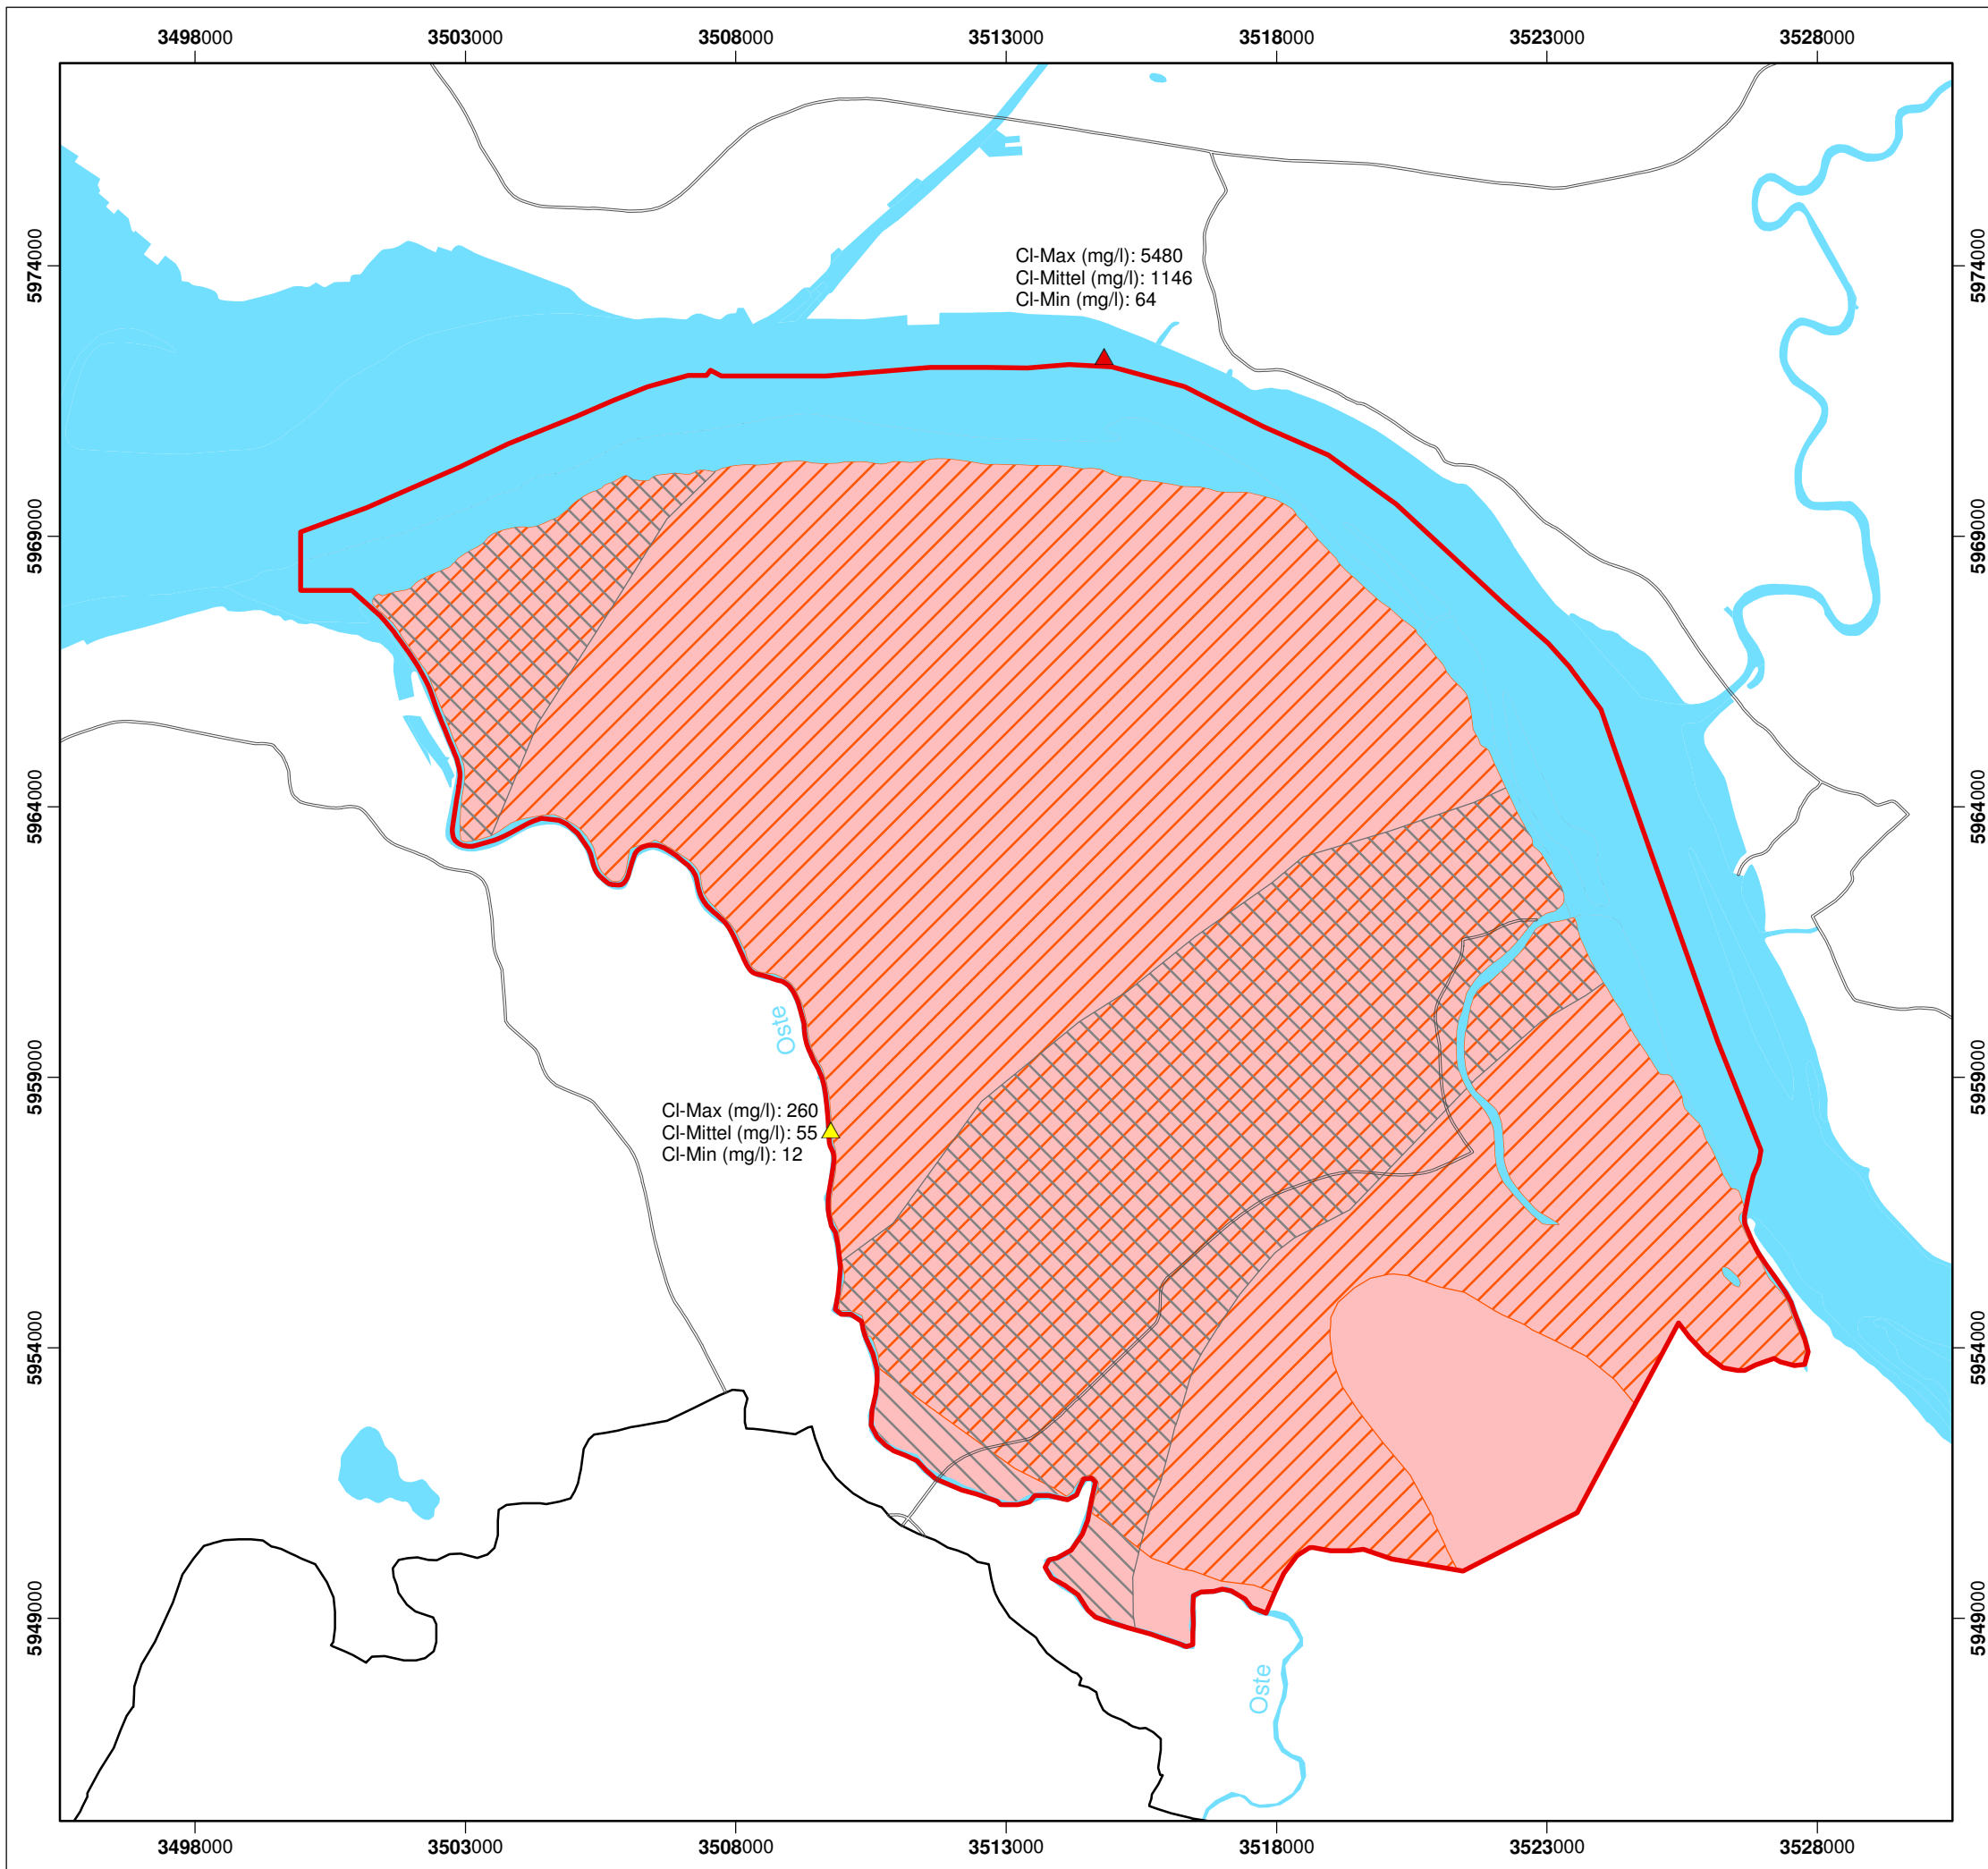 3498000 3503000 3508000 3513000 3518000 3523000 3528000
5974000 5974000
Cl-Max (mg/l): 5480
Cl-Mittel (mg/l): 1146
Cl-Min (mg/l): 64
5969000 5969000
5964000 5964000
Oste
5959000 5959000
Cl-Max (mg/l): 260
Cl-Mittel (mg/l): 55
Cl-Min (mg/l): 12
5954000 5954000
5949000 5949000
Oste
3498000 3503000 3508000 3513000 3518000 3523000 3528000